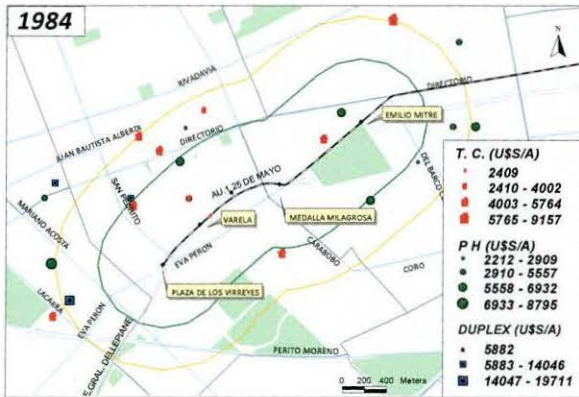 1984
N
RIVADAVIA
DIRECTORIO
EMILIO MITRE
JUAN BAUTISTA ALBERDI
DIRECTORIO
AU 1 25 DE MAYO
SAN PEDRITO
MARIANO ACOSTA
VARELA
MEDALLA MILAGROSA
EVA PERON
CARABOBO
PLAZA DE LOS VIRREYES
CORO
LACARRA
EVA PERON
E.GRAL. DELLEPIANE
PERITO MORENO
DEL BARCO C
0 200 400 Meters
T. C. (U$S/A)
2409
2410 - 4002
4003 - 5764
5765 - 9157
P H (U$S/A)
2212 - 2909
2910 - 5557
5558 - 6932
6933 - 8795
DUPLEX (U$S/A)
5882
5883 - 14046
14047 - 19711